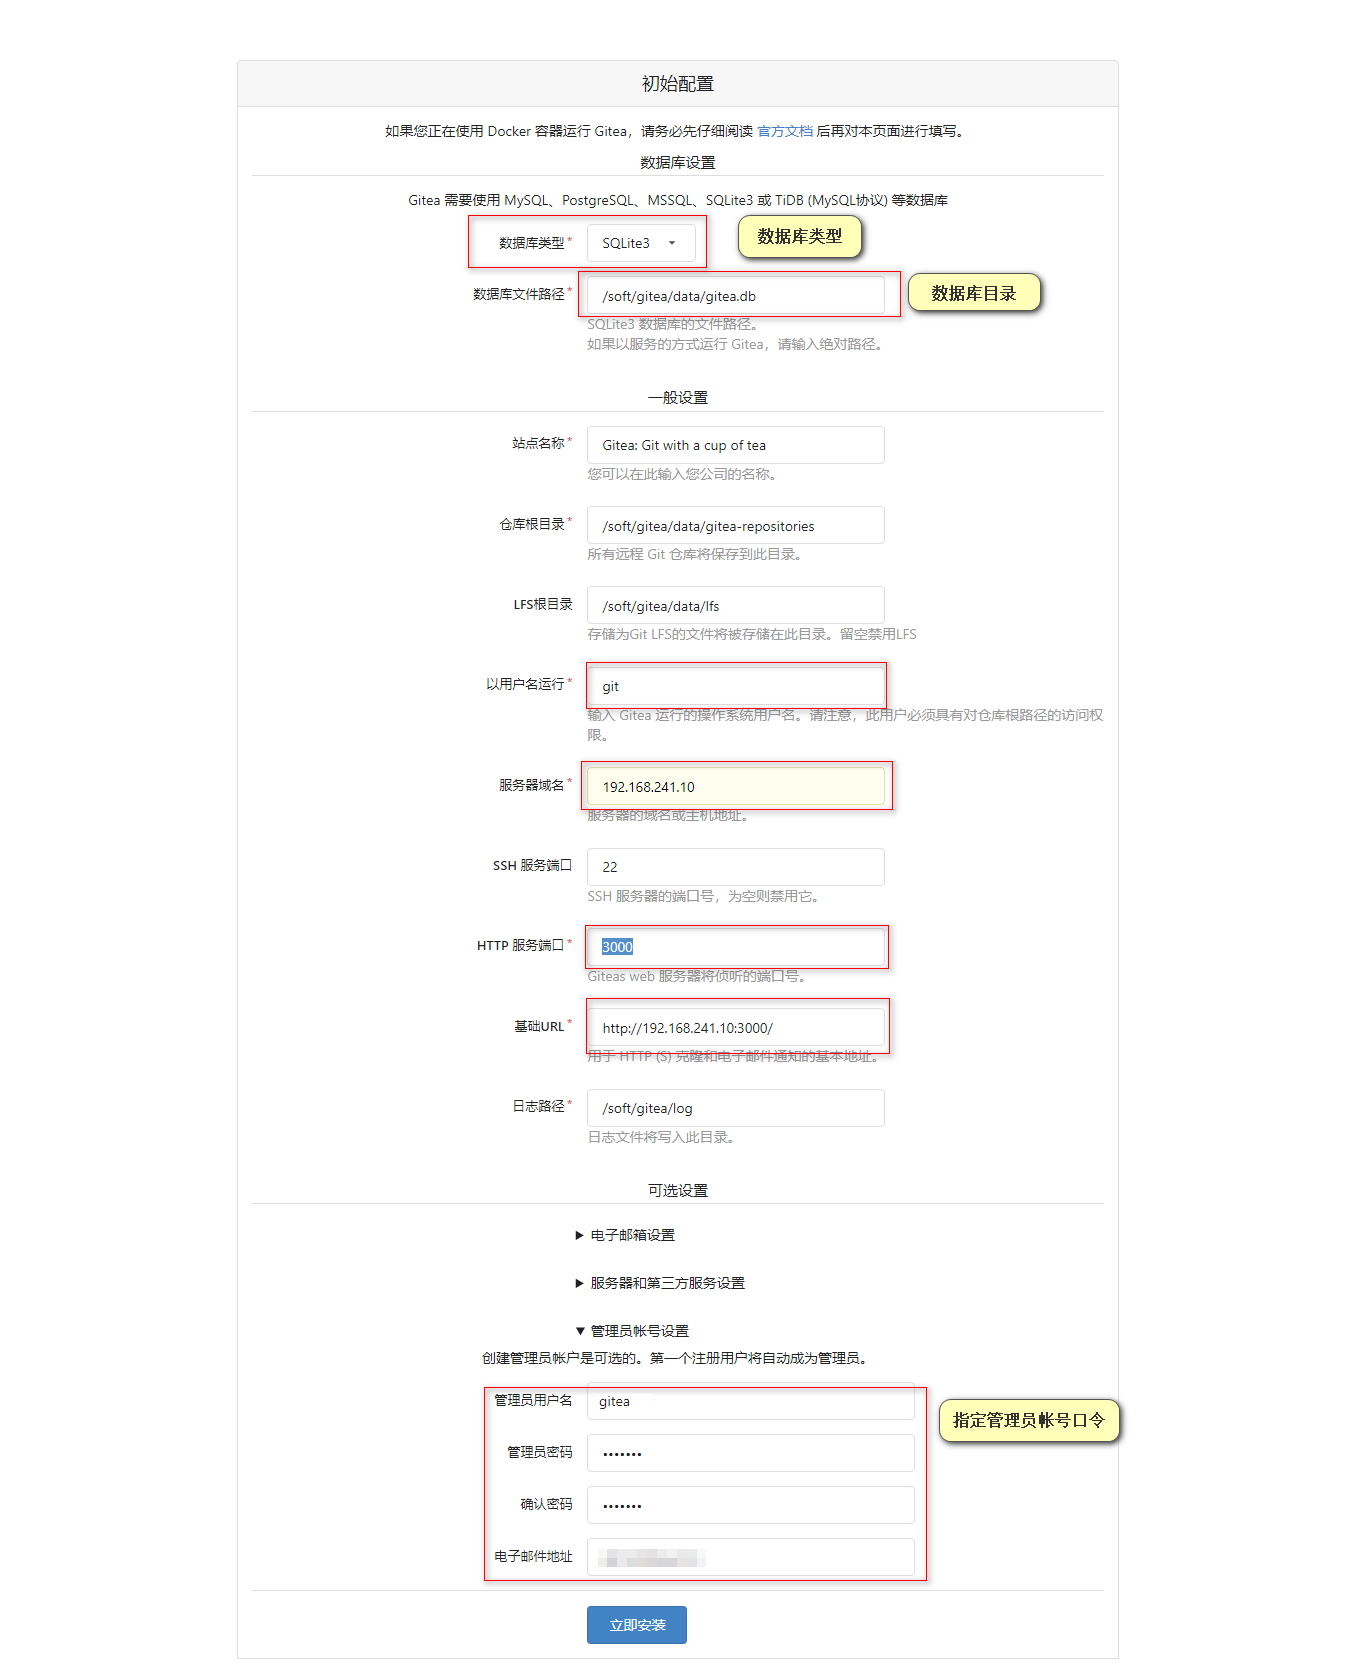 初始配置
如果您正在使用 Docker 容器运行 Gitea，请务必先仔细阅读 官方文档 后再对本页面进行填写。
数据库设置
Gitea 需要使用 MySQL、PostgreSQL、MSSQL、SQLite3 或 TiDB (MySQL协议) 等数据库
数据库类型* SQLite3 数据库类型
数据库文件路径* /soft/gitea/data/gitea.db 数据库目录
SQLite3 数据库的文件路径。
如果以服务的方式运行 Gitea，请输入绝对路径。
一般设置
站点名称* Gitea: Git with a cup of tea
您可以在此输入您公司的名称。
仓库根目录* /soft/gitea/data/gitea-repositories
所有远程 Git 仓库将保存到此目录。
LFS根目录 /soft/gitea/data/lfs
存储为Git LFS的文件将被存储在此目录。留空禁用LFS
以用户名运行* git
输入 Gitea 运行的操作系统用户名。请注意，此用户必须具有对仓库根路径的访问权
限。
服务器域名* 192.168.241.10
服务器的域名或主机地址。
SSH 服务端口 22
SSH 服务器的端口号，为空则禁用它。
HTTP 服务端口* 3000
Giteas web 服务器将侦听的端口号。
基础URL* http://192.168.241.10:3000/
用于 HTTP (S) 克隆和电子邮件通知的基本地址。
日志路径* /soft/gitea/log
日志文件将写入此目录。
可选设置
▶ 电子邮箱设置
▶ 服务器和第三方服务设置
▼ 管理员帐号设置
创建管理员帐户是可选的。第一个注册用户将自动成为管理员。
管理员用户名 gitea 指定管理员帐号口令
管理员密码 •••••••
确认密码 •••••••
电子邮件地址
立即安装